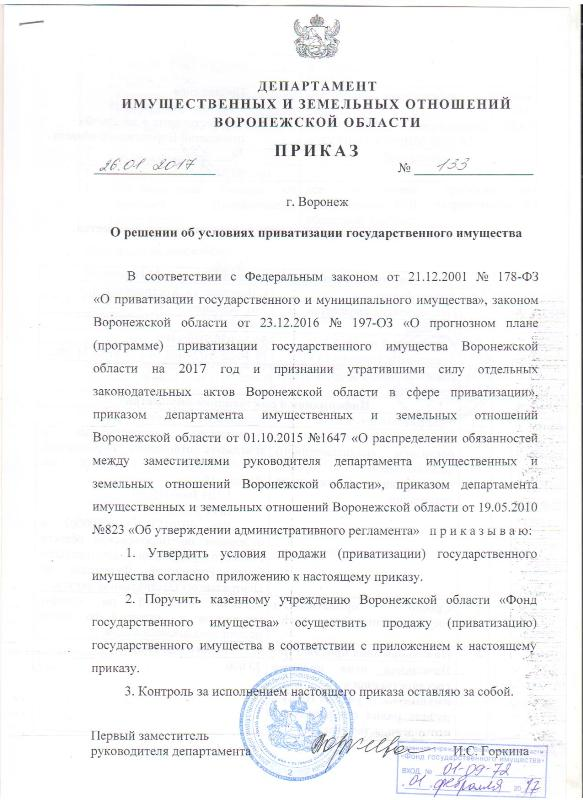 ДЕПАРТАМЕНТ
ИМУЩЕСТВЕННЫХ И ЗЕМЕЛЬНЫХ ОТНОШЕНИЙ
ВОРОНЕЖСКОЙ ОБЛАСТИ
ПРИКАЗ
26.01.2017 № 133
г. Воронеж
О решении об условиях приватизации государственного имущества
В соответствии с Федеральным законом от 21.12.2001 № 178-ФЗ
«О приватизации государственного и муниципального имущества», законом
Воронежской области от 23.12.2016 № 197-ОЗ «О прогнозном плане
(программе) приватизации государственного имущества Воронежской
области на 2017 год и признании утратившими силу отдельных
законодательных актов Воронежской области в сфере приватизации»,
приказом департамента имущественных и земельных отношений
Воронежской области от 01.10.2015 №1647 «О распределении обязанностей
между заместителями руководителя департамента имущественных и
земельных отношений Воронежской области», приказом департамента
имущественных и земельных отношений Воронежской области от 19.05.2010
№823 «Об утверждении административного регламента» п р и к а з ы в а ю:
1. Утвердить условия продажи (приватизации) государственного
имущества согласно приложению к настоящему приказу.
2. Поручить казенному учреждению Воронежской области «Фонд
государственного имущества» осуществить продажу (приватизацию)
государственного имущества в соответствии с приложением к настоящему
приказу.
3. Контроль за исполнением настоящего приказа оставляю за собой.
Первый заместитель
руководителя департамента И.С. Горкина
«Фонд государственного имущества»
ВХОД. № 01-09-72
01 февраля 2017